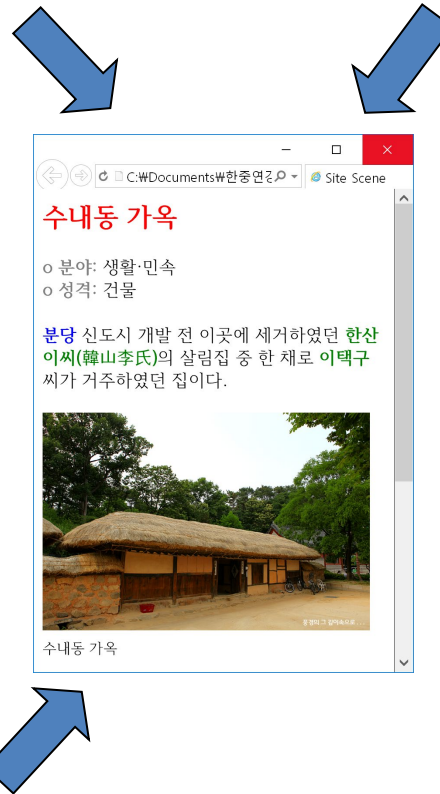 C:₩Documents₩한중연경
Site Scene
수내동 가옥
o 분야: 생활·민속
o 성격: 건물
분당 신도시 개발 전 이곳에 세거하였던 한산
이씨(韓山李氏)의 살림집 중 한 채로 이택구
씨가 거주하였던 집이다.
수내동 가옥